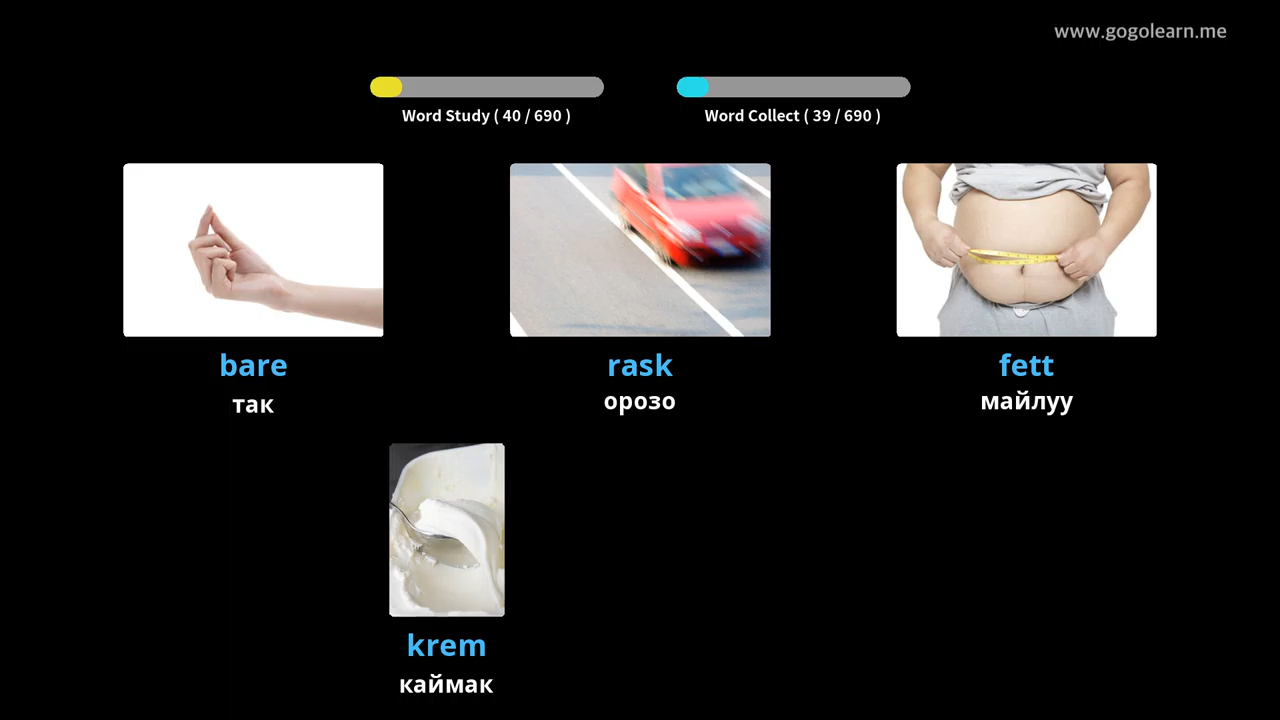 www.gogolearn.me
Word Study ( 40 / 690 )
Word Collect ( 39 / 690 )
bare
rask
fett
так
орозо
майлуу
krem
каймак